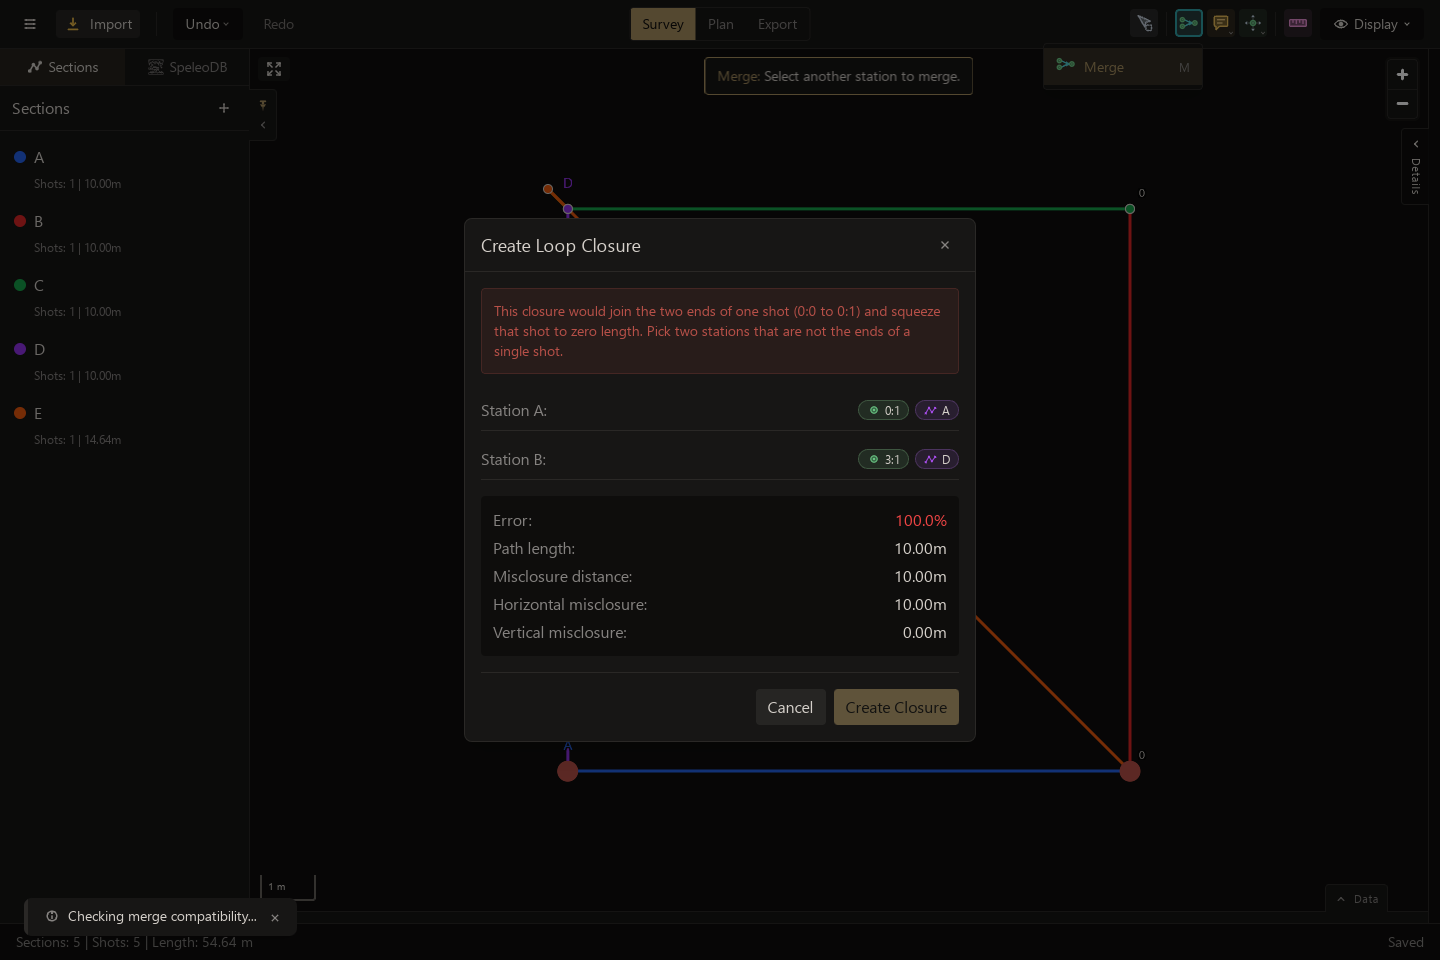 Import
Undo
Redo
Survey
Plan
Export
Display
Sections
SpeleoDB
Merge: Select another station to merge.
Merge
M
Sections
+
A
Shots: 1 | 10.00m
B
Shots: 1 | 10.00m
C
Shots: 1 | 10.00m
D
Shots: 1 | 10.00m
E
Shots: 1 | 14.64m
Details
D
0
Create Loop Closure
This closure would join the two ends of one shot (0:0 to 0:1) and squeeze
that shot to zero length. Pick two stations that are not the ends of a
single shot.
Station A:
0:1
A
Station B:
3:1
D
Error:
100.0%
Path length:
10.00m
Misclosure distance:
10.00m
Horizontal misclosure:
10.00m
Vertical misclosure:
0.00m
Cancel
Create Closure
A
0
1 m
Data
Checking merge compatibility...
Sections: 5 | Shots: 5 | Length: 54.64 m
Saved